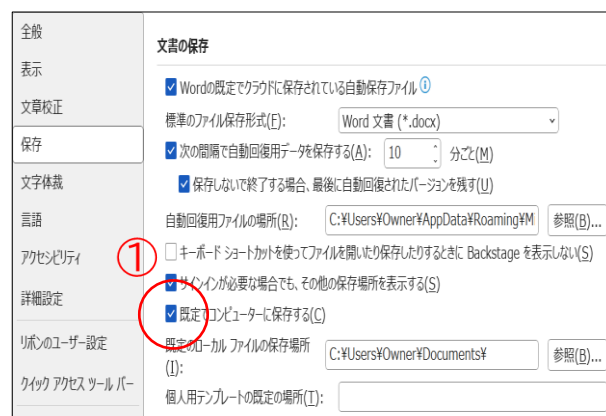 全般
表示
文章校正
保存
文字体裁
言語
アクセシビリティ
詳細設定
リボンのユーザー設定
クイック アクセス ツール バー
文書の保存
Wordの既定でクラウドに保存されている自動保存ファイル
標準のファイル保存形式(F): Word 文書 (*.docx)
次の間隔で自動回復用データを保存する(A): 10 分ごと(M)
保存しないで終了する場合、最後に自動回復されたバージョンを残す(U)
自動回復用ファイルの場所(R): C:¥Users¥Owner¥AppData¥Roaming¥M 参照(B)...
① キーボード ショートカットを使ってファイルを開いたり保存したりするときに Backstage を表示しない(S)
サインインが必要な場合でも、その他の保存場所を表示する(S)
既定でコンピューターに保存する(C)
既定のローカル ファイルの保存場所
(I): C:¥Users¥Owner¥Documents¥ 参照(B)...
個人用テンプレートの既定の場所(T):